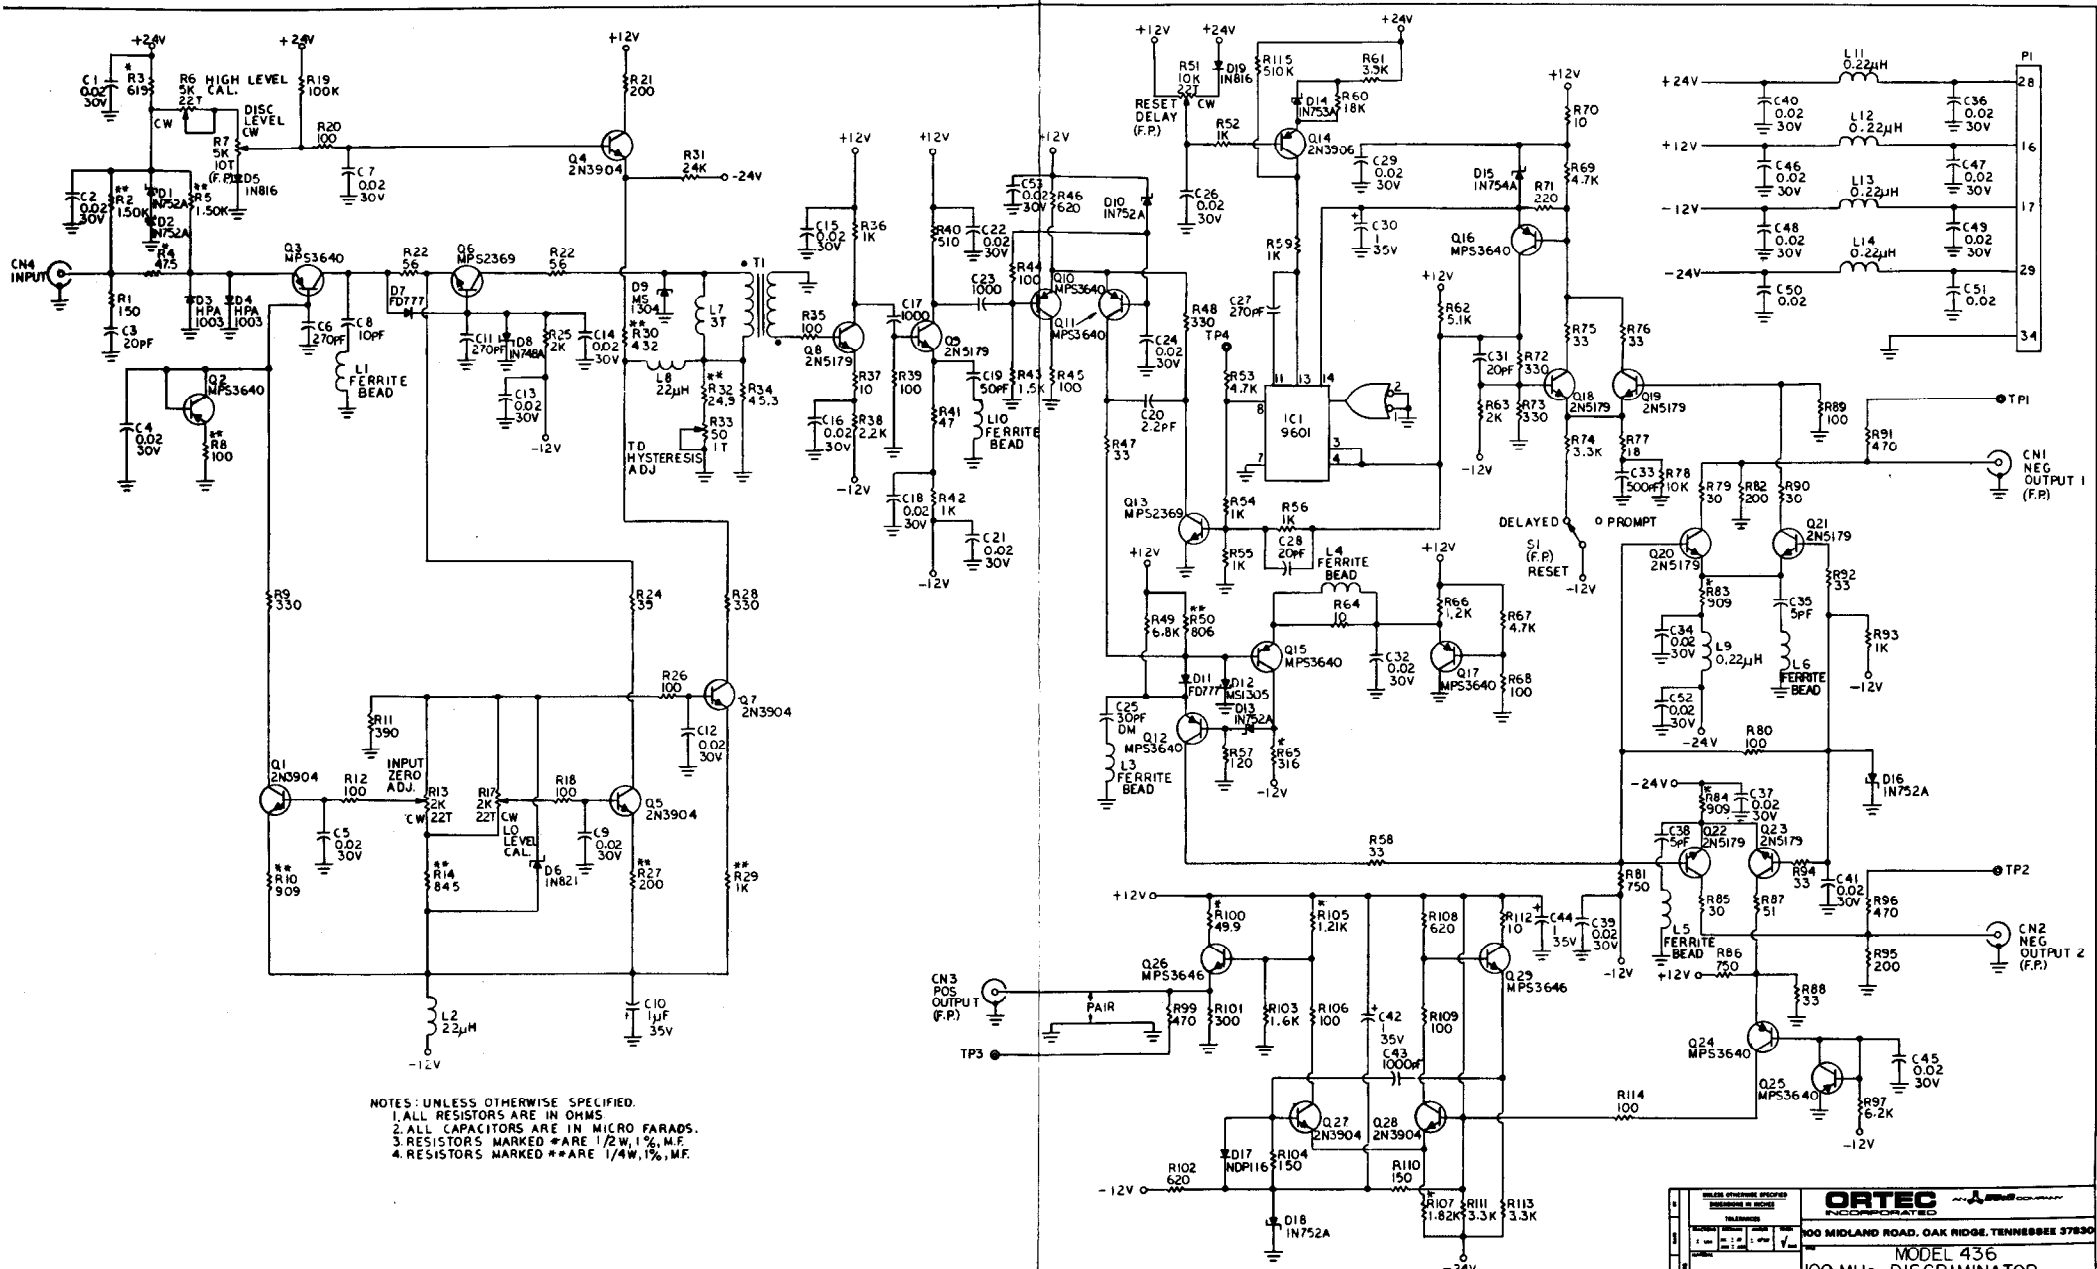 +24V
C1
0.02
30V
*
R3
619
R6
5K
22T
HIGH LEVEL
CAL.
CW
DISC
LEVEL
CW
R7
5K
10T
(F.P.)
D5
IN816
+24V
R19
100K
R20
100
C7
0.02
30V
+12V
R21
200
Q4
2N3904
R31
24K
-24V
C2
0.02
30V
**
R2
1.50K
D1
IN752A
D2
IN752A
**
R5
1.50K
*
R4
47.5
CN4
INPUT
R1
150
C3
20PF
D3
HPA
1003
D4
HPA
1003
Q3
MPS3640
C6
270PF
C8
10PF
L1
FERRITE
BEAD
D7
FD777
R22
56
Q6
MPS2369
R22
56
C11
270PF
D8
IN748A
R25
2K
C14
0.02
30V
C13
0.02
30V
-12V
D9
MS
1304
**
R30
432
L7
3T
T1
L8
22µH
**
R32
24.9
R33
50
1T
TD
HYSTERESIS
ADJ
R34
45.3
Q2
MPS3640
C4
0.02
30V
**
R8
100
R9
330
R24
39
R28
330
R26
100
Q7
2N3904
C12
0.02
30V
R11
390
INPUT
ZERO
ADJ.
R13
2K
22T
CW
R17
2K
22T
CW
LO
LEVEL
CAL.
Q1
2N3904
R12
100
C5
0.02
30V
R18
100
C9
0.02
30V
Q5
2N3904
D6
IN821
**
R10
909
**
R14
845
**
R27
200
**
R29
1K
L2
22µH
-12V
C10
1µF
35V
NOTES: UNLESS OTHERWISE SPECIFIED.
1. ALL RESISTORS ARE IN OHMS
2. ALL CAPACITORS ARE IN MICRO FARADS.
3. RESISTORS MARKED * ARE 1/2W, 1%, M.F.
4. RESISTORS MARKED ** ARE 1/4W, 1%, M.F.
+12V
C15
0.02
30V
R36
1K
R35
100
Q8
2N5179
R37
10
C16
0.02
30V
R38
2.2K
-12V
C17
1000
R39
100
+12V
R40
510
C22
0.02
30V
C23
1000
Q9
2N5179
C19
50PF
L10
FERRITE
BEAD
R41
47
C18
0.02
30V
R42
1K
C21
0.02
30V
-12V
+12V
C53
0.02
30V
R46
620
D10
IN752A
R44
100
Q10
MPS3640
Q11
MPS3640
R43
1.5K
R45
100
C24
0.02
30V
R48
330
C20
2.2PF
R47
33
+12V
R51
10K
22T
CW
RESET
DELAY
(F.P.)
+24V
D19
IN816
R115
510K
+24V
R61
3.9K
D14
IN753A
R60
18K
R52
1K
Q14
2N3906
C26
0.02
30V
R59
1K
C27
270PF
TP4
R53
4.7K
11
13
14
8
IC1
9601
7
3
4
2
1
C29
0.02
30V
C30
1
35V
+12V
R70
10
R69
4.7K
D15
IN754A
R71
220
Q16
MPS3640
+12V
R62
5.1K
C31
20PF
R72
330
R63
2K
R73
330
-12V
R75
33
R76
33
Q18
2N5179
Q19
2N5179
R74
3.3K
R77
18
C33
500PF
R78
10K
DELAYED
PROMPT
S1
(F.P.)
RESET
-12V
Q13
MPS2369
R54
1K
R55
1K
R56
1K
C28
20PF
+12V
R49
6.8K
**
R50
806
L4
FERRITE
BEAD
R64
10
+12V
R66
1.2K
R67
4.7K
Q15
MPS3640
C32
0.02
30V
Q17
MPS3640
R68
100
D11
FD777
D12
MS1305
D13
IN752A
C25
30PF
DM
Q12
MPS3640
L3
FERRITE
BEAD
R57
120
*
R65
316
-12V
R58
33
+24V
L11
0.22µH
P1
28
C40
0.02
30V
C36
0.02
30V
L12
0.22µH
+12V
16
C46
0.02
30V
C47
0.02
30V
L13
0.22µH
-12V
17
C48
0.02
30V
C49
0.02
30V
L14
0.22µH
-24V
29
C50
0.02
C51
0.02
34
R89
100
R91
470
TP1
CN1
NEG
OUTPUT 1
(F.P.)
R79
30
R82
200
R90
30
Q20
2N5179
Q21
2N5179
*
R83
909
C35
5PF
R92
33
C34
0.02
30V
L9
0.22µH
L6
FERRITE
BEAD
R93
1K
-12V
C52
0.02
30V
-24V
R80
100
D16
IN752A
-24V
*
R84
909
C37
0.02
30V
C38
5PF
Q22
2N5179
Q23
2N5179
R94
33
C41
0.02
30V
TP2
R81
750
R85
30
R87
51
R96
470
L5
FERRITE
BEAD
CN2
NEG
OUTPUT 2
(F.P.)
R95
200
R86
750
+12V
R88
33
-12V
Q24
MPS3640
Q25
MPS3640
C45
0.02
30V
R97
6.2K
-12V
R114
100
+12V
*
R100
49.9
*
R105
1.21K
R108
620
R112
10
C44
1
35V
C39
0.02
30V
Q26
MPS3646
Q29
MPS3646
CN3
POS
OUTPUT
(F.P.)
PAIR
TP3
R99
470
R101
300
R103
1.6K
R106
100
C42
1
35V
R109
100
C43
1000PF
Q27
2N3904
Q28
2N3904
D17
NDP116
R104
150
R110
150
-12V
R102
620
D18
IN752A
*
R107
1.82K
R111
3.3K
R113
3.3K
-24V
UNLESS OTHERWISE SPECIFIED
DIMENSIONS IN INCHES
TOLERANCES
ORTEC
INCORPORATED
100 MIDLAND ROAD, OAK RIDGE, TENNESSEE 37830
MODEL 436
100 MHz DISCRIMINATOR